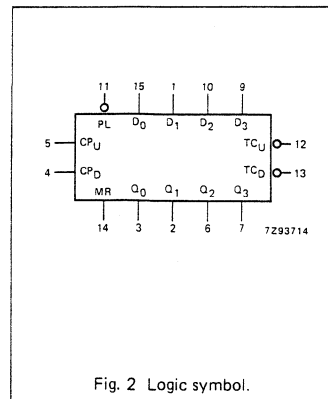 11 15 1 10 9
PL D0 D1 D2 D3
5 CPU TCU 12
4 CPD TCD 13
MR Q0 Q1 Q2 Q3
14 3 2 6 7 7Z93714
Fig. 2 Logic symbol.